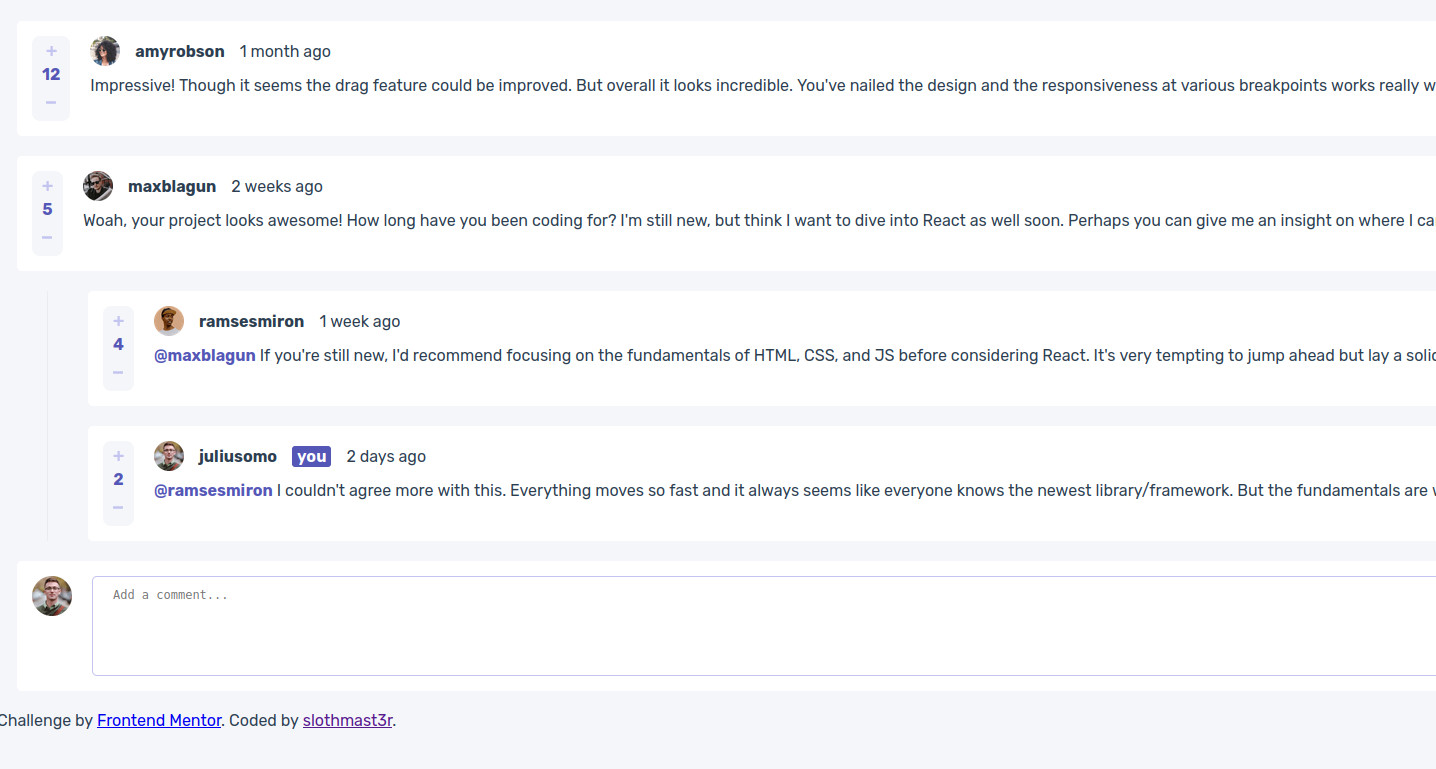 +
amyrobson 1 month ago
12
Impressive! Though it seems the drag feature could be improved. But overall it looks incredible. You've nailed the design and the responsiveness at various breakpoints works really
−
+
maxblagun 2 weeks ago
5
Woah, your project looks awesome! How long have you been coding for? I'm still new, but think I want to dive into React as well soon. Perhaps you can give me an insight on where I
−
+
ramsesmiron 1 week ago
4
@maxblagun If you're still new, I'd recommend focusing on the fundamentals of HTML, CSS, and JS before considering React. It's very tempting to jump ahead but lay a
−
+
juliusomo you 2 days ago
2
@ramsesmiron I couldn't agree more with this. Everything moves so fast and it always seems like everyone knows the newest library/framework. But the fundamentals are
−
Add a comment...
Challenge by Frontend Mentor. Coded by slothmast3r.